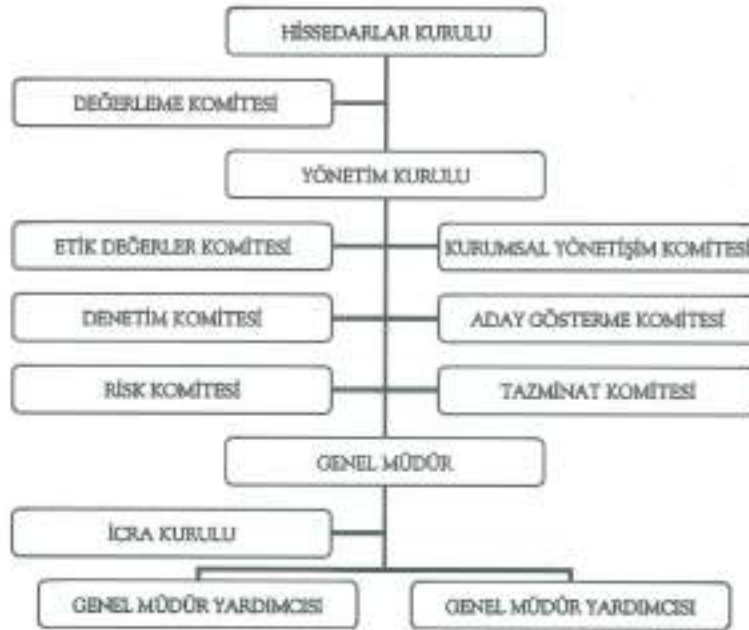 HİSSEDARLAR KURULU
DEĞERLEME KOMİTESİ
YÖNETİM KURULU
ETİK DEĞERLER KOMİTESİ
KURUMSAL YÖNETİŞİM KOMİTESİ
DENETİM KOMİTESİ
ADAY GÖSTERME KOMİTESİ
RİSK KOMİTESİ
TAZMİNAT KOMİTESİ
GENEL MÜDÜR
İCRA KURULU
GENEL MÜDÜR YARDIMCISI
GENEL MÜDÜR YARDIMCISI